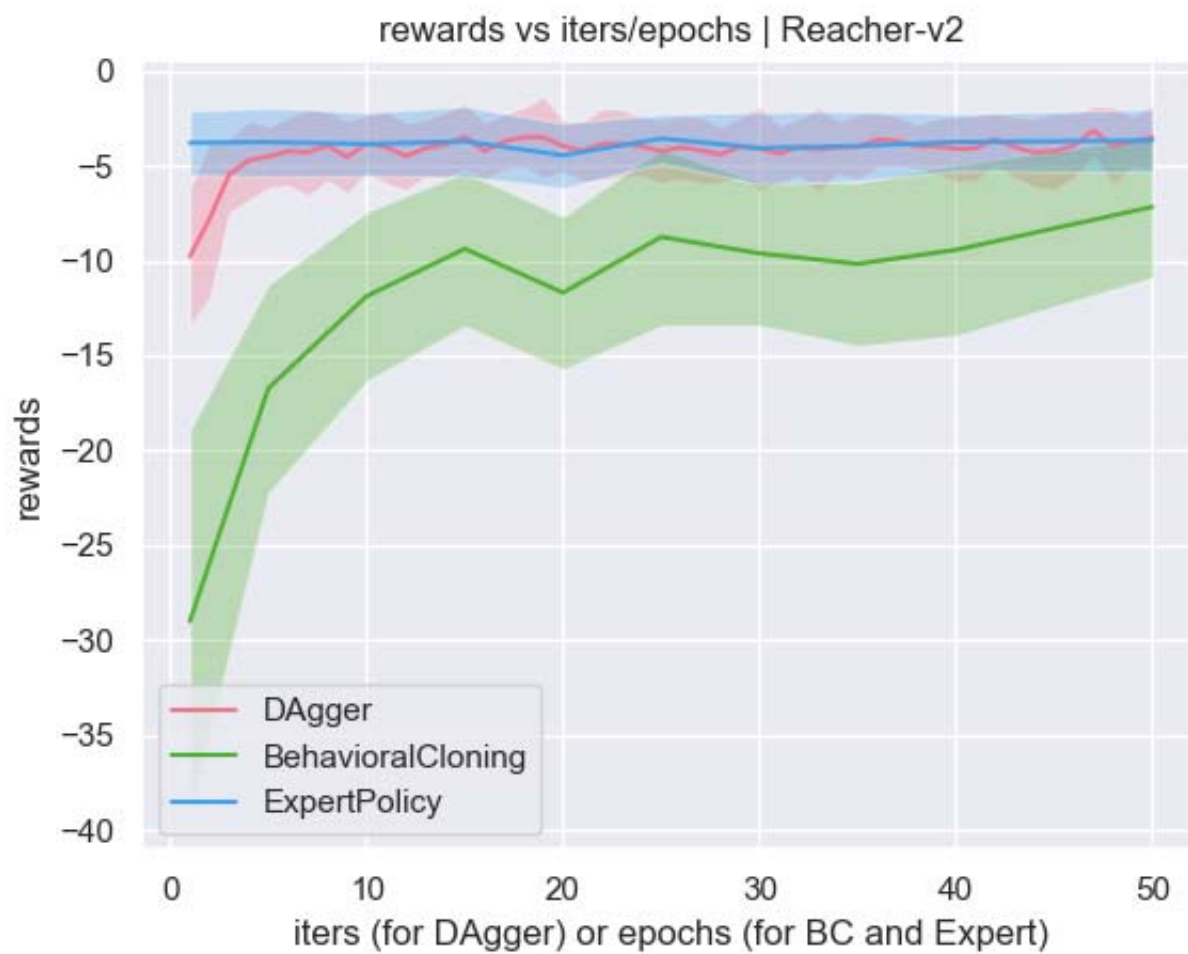 rewards vs iters/epochs | Reacher-v2
0
−5
−10
−15
−20
−25
−30
−35
−40
rewards
DAgger
BehavioralCloning
ExpertPolicy
0 10 20 30 40 50
iters (for DAgger) or epochs (for BC and Expert)